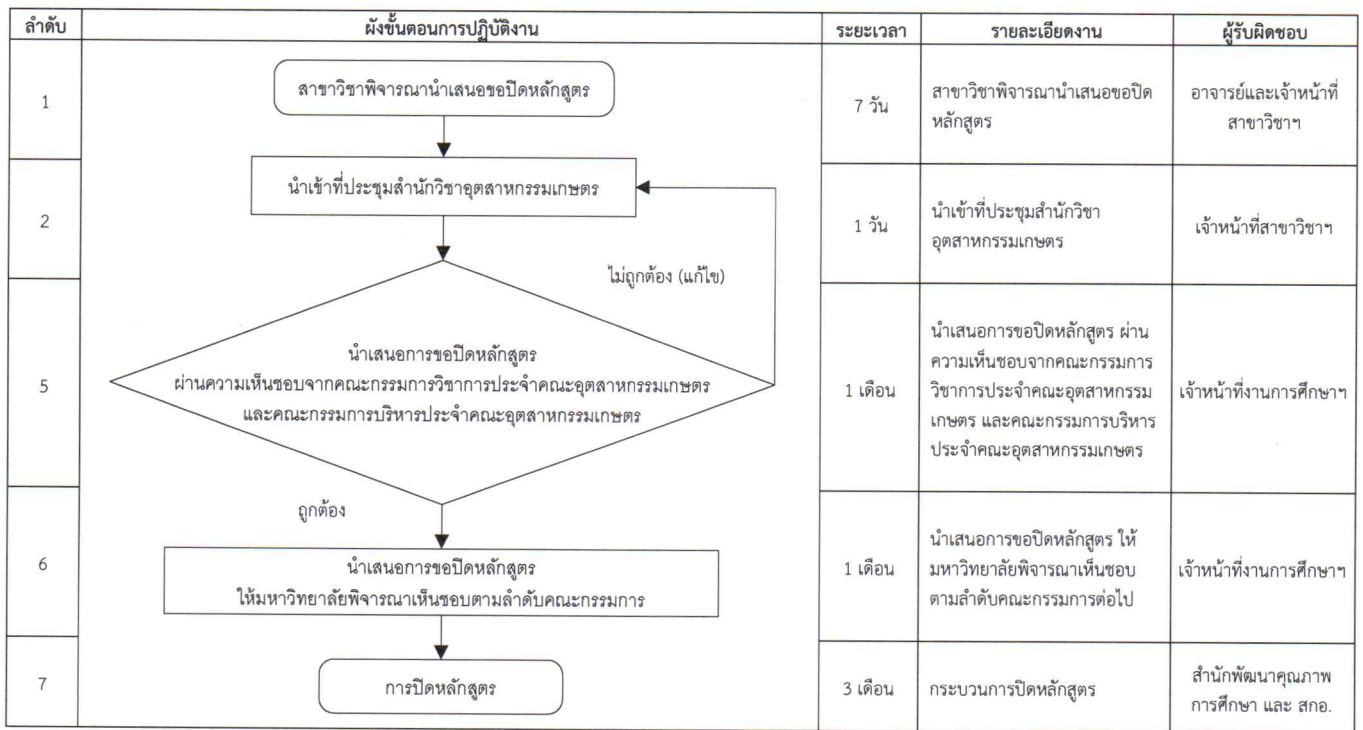 ลำดับ ผังขั้นตอนการปฏิบัติงาน ระยะเวลา รายละเอียดงาน ผู้รับผิดชอบ
1
สาขาวิชาพิจารณานำเสนอขอปิดหลักสูตร
7 วัน
สาขาวิชาพิจารณานำเสนอขอปิด
หลักสูตร
อาจารย์และเจ้าหน้าที่
สาขาวิชาฯ
2
นำเข้าที่ประชุมสำนักวิชาอุตสาหกรรมเกษตร
1 วัน
นำเข้าที่ประชุมสำนักวิชา
อุตสาหกรรมเกษตร
เจ้าหน้าที่สาขาวิชาฯ
ไม่ถูกต้อง (แก้ไข)
5
นำเสนอการขอปิดหลักสูตร
ผ่านความเห็นชอบจากคณะกรรมการวิชาการประจำคณะอุตสาหกรรมเกษตร
และคณะกรรมการบริหารประจำคณะอุตสาหกรรมเกษตร
1 เดือน
นำเสนอการขอปิดหลักสูตร ผ่าน
ความเห็นชอบจากคณะกรรมการ
วิชาการประจำคณะอุตสาหกรรม
เกษตร และคณะกรรมการบริหาร
ประจำคณะอุตสาหกรรมเกษตร
เจ้าหน้าที่งานการศึกษาฯ
ถูกต้อง
6
นำเสนอการขอปิดหลักสูตร
ให้มหาวิทยาลัยพิจารณาเห็นชอบตามลำดับคณะกรรมการ
1 เดือน
นำเสนอการขอปิดหลักสูตร ให้
มหาวิทยาลัยพิจารณาเห็นชอบ
ตามลำดับคณะกรรมการต่อไป
เจ้าหน้าที่งานการศึกษาฯ
7
การปิดหลักสูตร
3 เดือน
กระบวนการปิดหลักสูตร
สำนักพัฒนาคุณภาพ
การศึกษา และ สกอ.